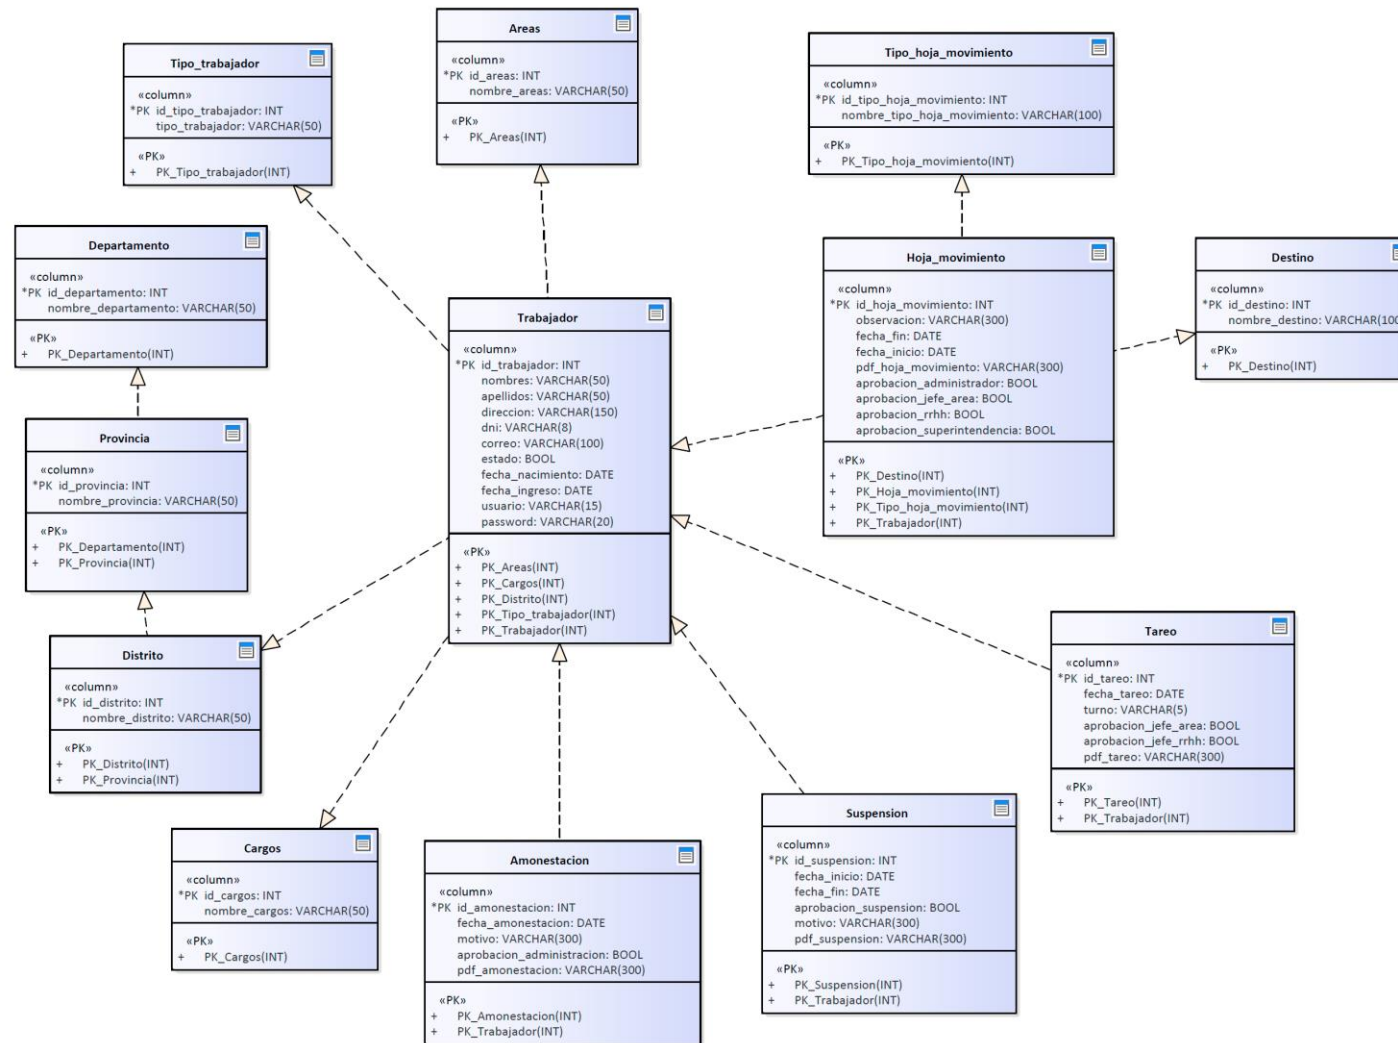 Areas
«column»
*PK id_areas: INT
nombre_areas: VARCHAR(50)
«PK»
+ PK_Areas(INT)
Tipo_trabajador
«column»
*PK id_tipo_trabajador: INT
tipo_trabajador: VARCHAR(50)
«PK»
+ PK_Tipo_trabajador(INT)
Tipo_hoja_movimiento
«column»
*PK id_tipo_hoja_movimiento: INT
nombre_tipo_hoja_movimiento: VARCHAR(100)
«PK»
+ PK_Tipo_hoja_movimiento(INT)
Departamento
«column»
*PK id_departamento: INT
nombre_departamento: VARCHAR(50)
«PK»
+ PK_Departamento(INT)
Hoja_movimiento
«column»
*PK id_hoja_movimiento: INT
observacion: VARCHAR(300)
fecha_fin: DATE
fecha_inicio: DATE
pdf_hoja_movimiento: VARCHAR(300)
aprobacion_administrador: BOOL
aprobacion_jefe_area: BOOL
aprobacion_rrhh: BOOL
aprobacion_superintendencia: BOOL
«PK»
+ PK_Destino(INT)
+ PK_Hoja_movimiento(INT)
+ PK_Tipo_hoja_movimiento(INT)
+ PK_Trabajador(INT)
Destino
«column»
*PK id_destino: INT
nombre_destino: VARCHAR(100
«PK»
+ PK_Destino(INT)
Trabajador
«column»
*PK id_trabajador: INT
nombres: VARCHAR(50)
apellidos: VARCHAR(50)
direccion: VARCHAR(150)
dni: VARCHAR(8)
correo: VARCHAR(100)
estado: BOOL
fecha_nacimiento: DATE
fecha_ingreso: DATE
usuario: VARCHAR(15)
password: VARCHAR(20)
«PK»
+ PK_Areas(INT)
+ PK_Cargos(INT)
+ PK_Distrito(INT)
+ PK_Tipo_trabajador(INT)
+ PK_Trabajador(INT)
Provincia
«column»
*PK id_provincia: INT
nombre_provincia: VARCHAR(50)
«PK»
+ PK_Departamento(INT)
+ PK_Provincia(INT)
Distrito
«column»
*PK id_distrito: INT
nombre_distrito: VARCHAR(50)
«PK»
+ PK_Distrito(INT)
+ PK_Provincia(INT)
Tareo
«column»
*PK id_tareo: INT
fecha_tareo: DATE
turno: VARCHAR(5)
aprobacion_jefe_area: BOOL
aprobacion_jefe_rrhh: BOOL
pdf_tareo: VARCHAR(300)
«PK»
+ PK_Tareo(INT)
+ PK_Trabajador(INT)
Cargos
«column»
*PK id_cargos: INT
nombre_cargos: VARCHAR(50)
«PK»
+ PK_Cargos(INT)
Amonestacion
«column»
*PK id_amonestacion: INT
fecha_amonestacion: DATE
motivo: VARCHAR(300)
aprobacion_administracion: BOOL
pdf_amonestacion: VARCHAR(300)
«PK»
+ PK_Amonestacion(INT)
+ PK_Trabajador(INT)
Suspension
«column»
*PK id_suspension: INT
fecha_inicio: DATE
fecha_fin: DATE
aprobacion_suspension: BOOL
motivo: VARCHAR(300)
pdf_suspension: VARCHAR(300)
«PK»
+ PK_Suspension(INT)
+ PK_Trabajador(INT)